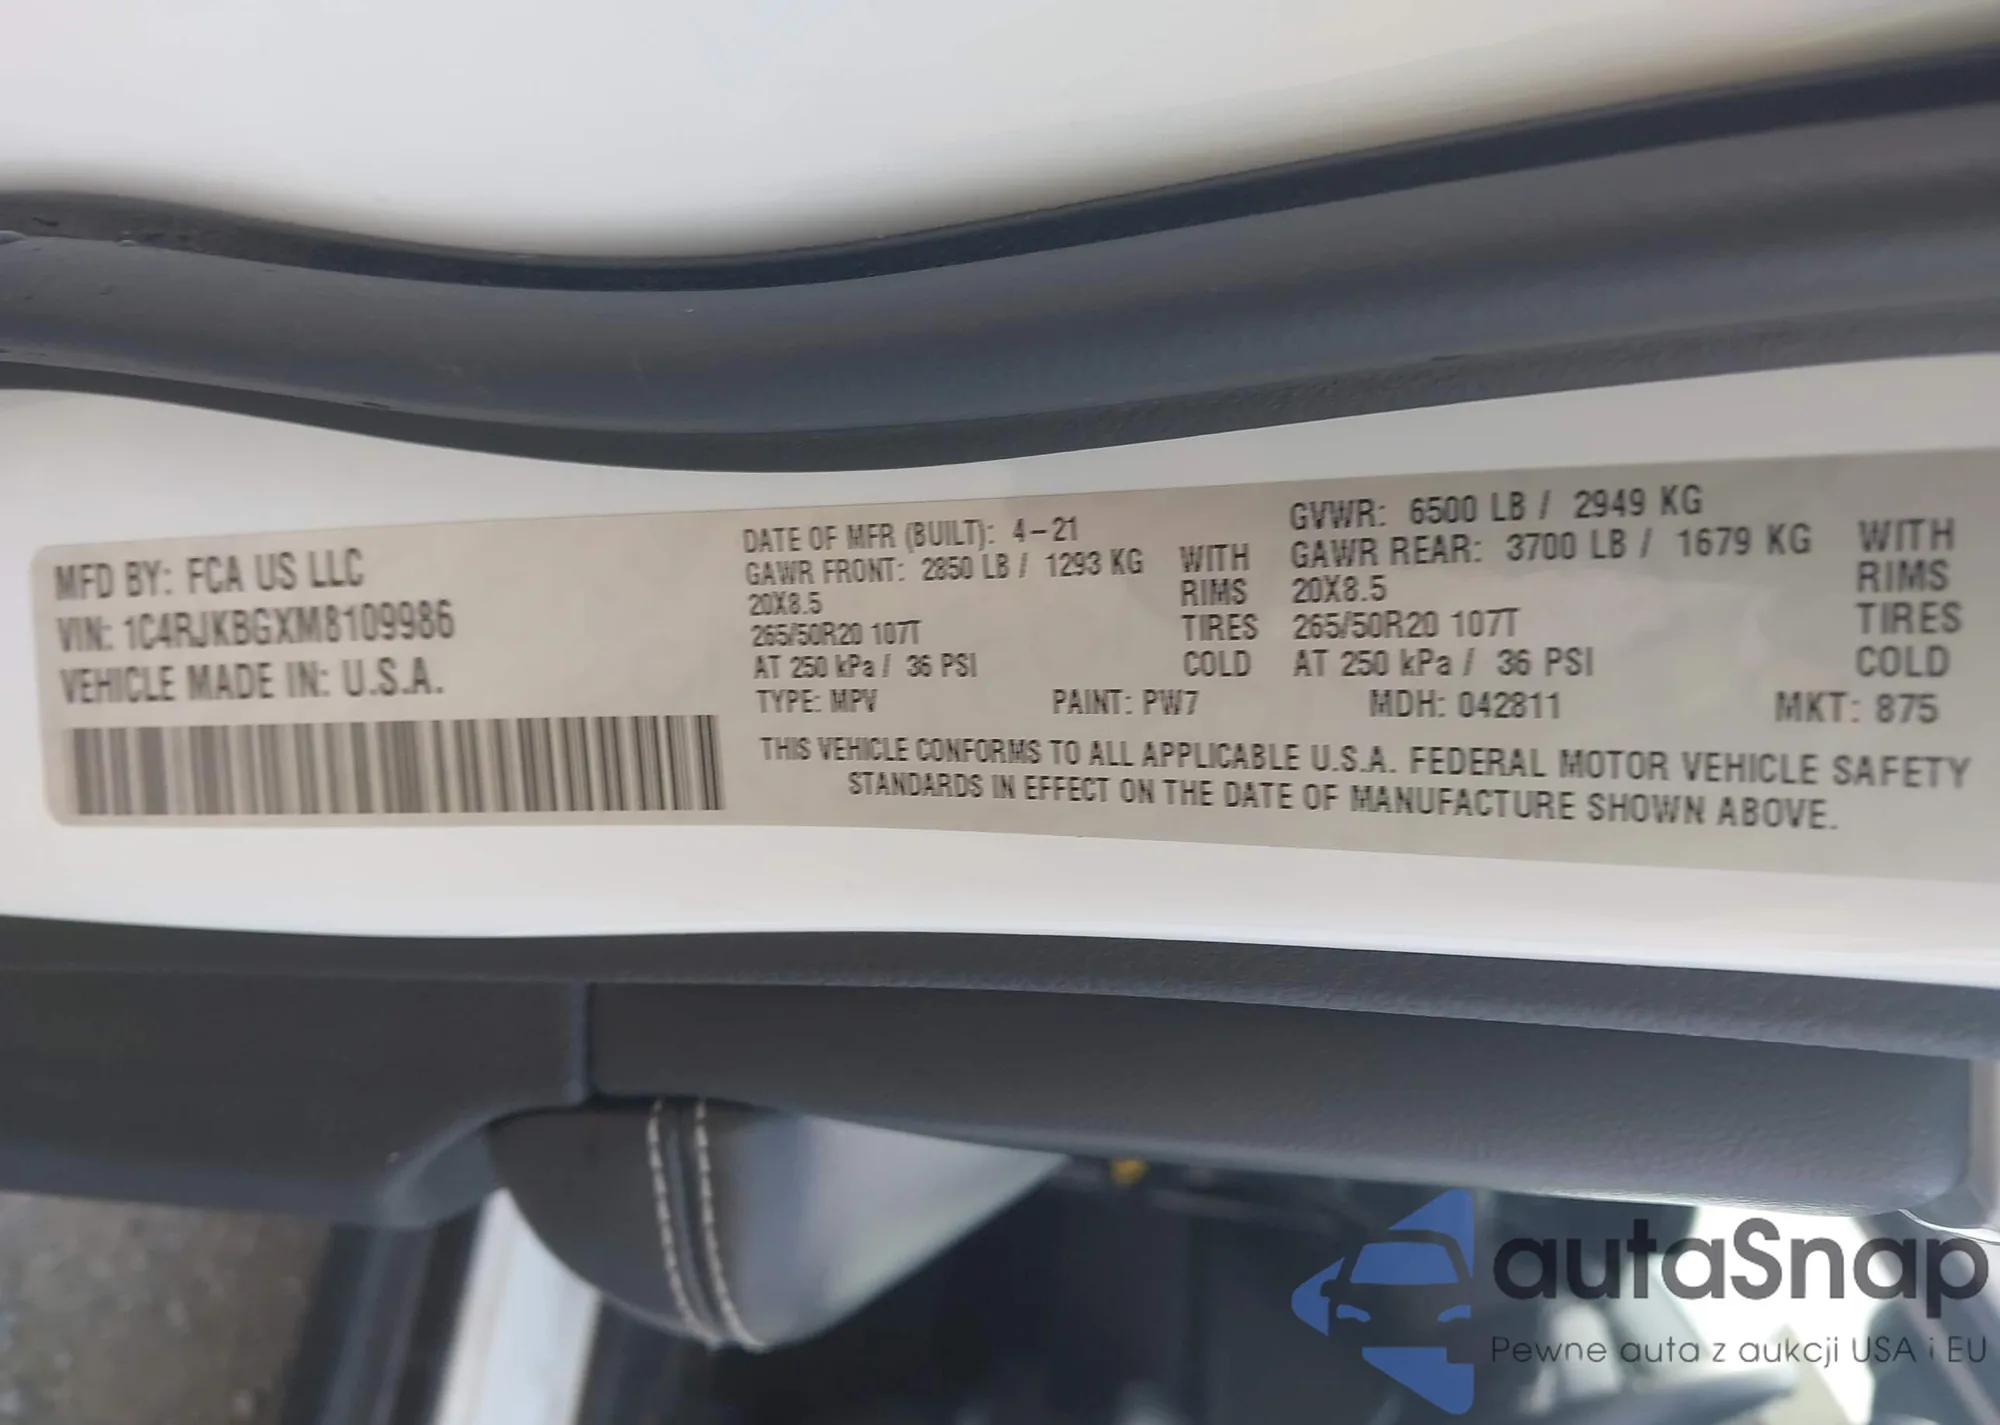 MFD BY: FCA US LLC
VIN: 1C4RJKBGXM8109986
VEHICLE MADE IN: U.S.A.
DATE OF MFR (BUILT): 4-21
GVWR: 6500 LB / 2949 KG
GAWR FRONT: 2850 LB / 1293 KG WITH GAWR REAR: 3700 LB / 1679 KG WITH
20X8.5 RIMS 20X8.5 RIMS
265/50R20 107T TIRES 265/50R20 107T TIRES
AT 250 kPa / 36 PSI COLD AT 250 kPa / 36 PSI COLD
TYPE: MPV PAINT: PW7 MDH: 042811 MKT: 875
THIS VEHICLE CONFORMS TO ALL APPLICABLE U.S.A. FEDERAL MOTOR VEHICLE SAFETY
STANDARDS IN EFFECT ON THE DATE OF MANUFACTURE SHOWN ABOVE.
autaSnap
Pewne auta z aukcji USA i EU